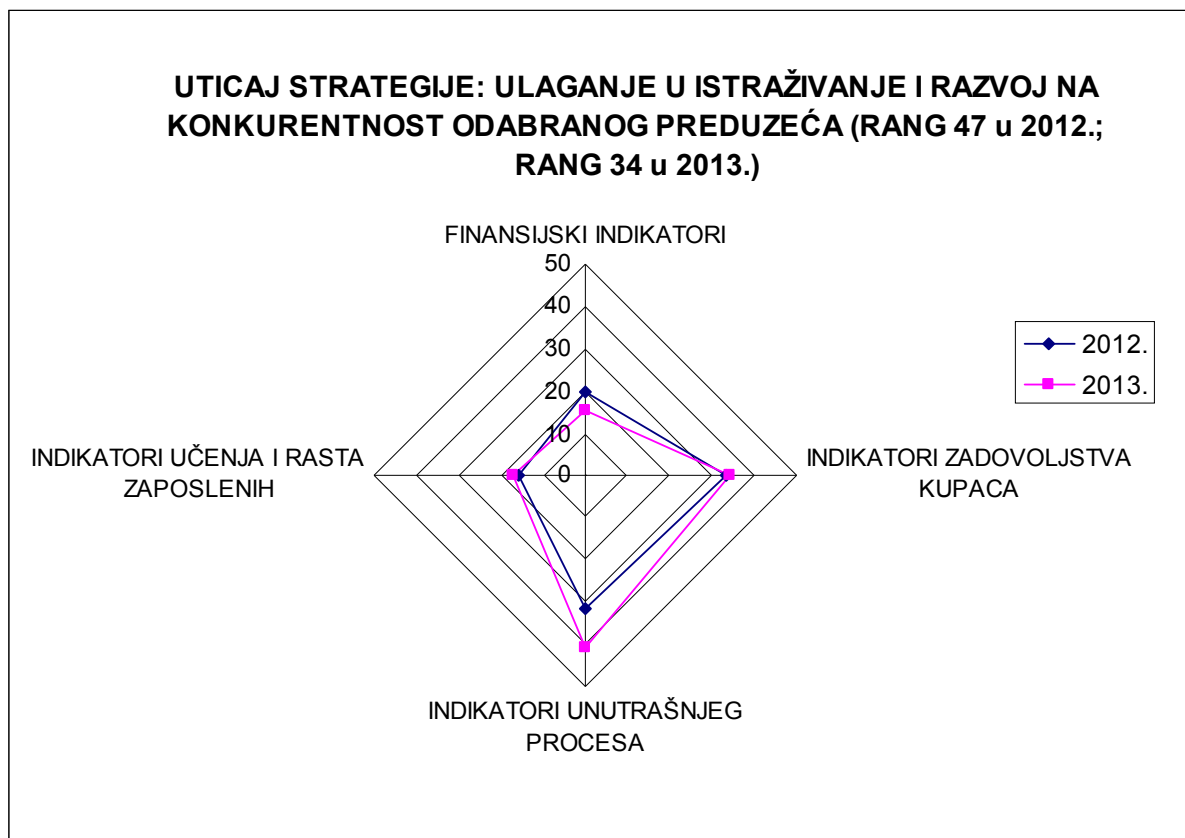 UTICAJ STRATEGIJE: ULAGANJE U ISTRAŽIVANJE I RAZVOJ NA
KONKURENTNOST ODABRANOG PREDUZEĆA (RANG 47 u 2012.;
RANG 34 u 2013.)
FINANSIJSKI INDIKATORI
50
40
30
20
10
0
2012.
2013.
INDIKATORI UČENJA I RASTA
ZAPOSLENIH
INDIKATORI ZADOVOLJSTVA
KUPACA
INDIKATORI UNUTRAŠNJEG
PROCESA